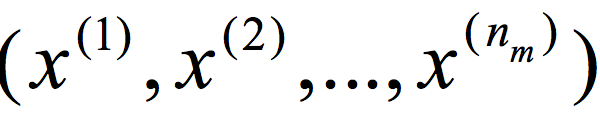 (x^{(1)}, x^{(2)}, ..., x^{(n_m)})